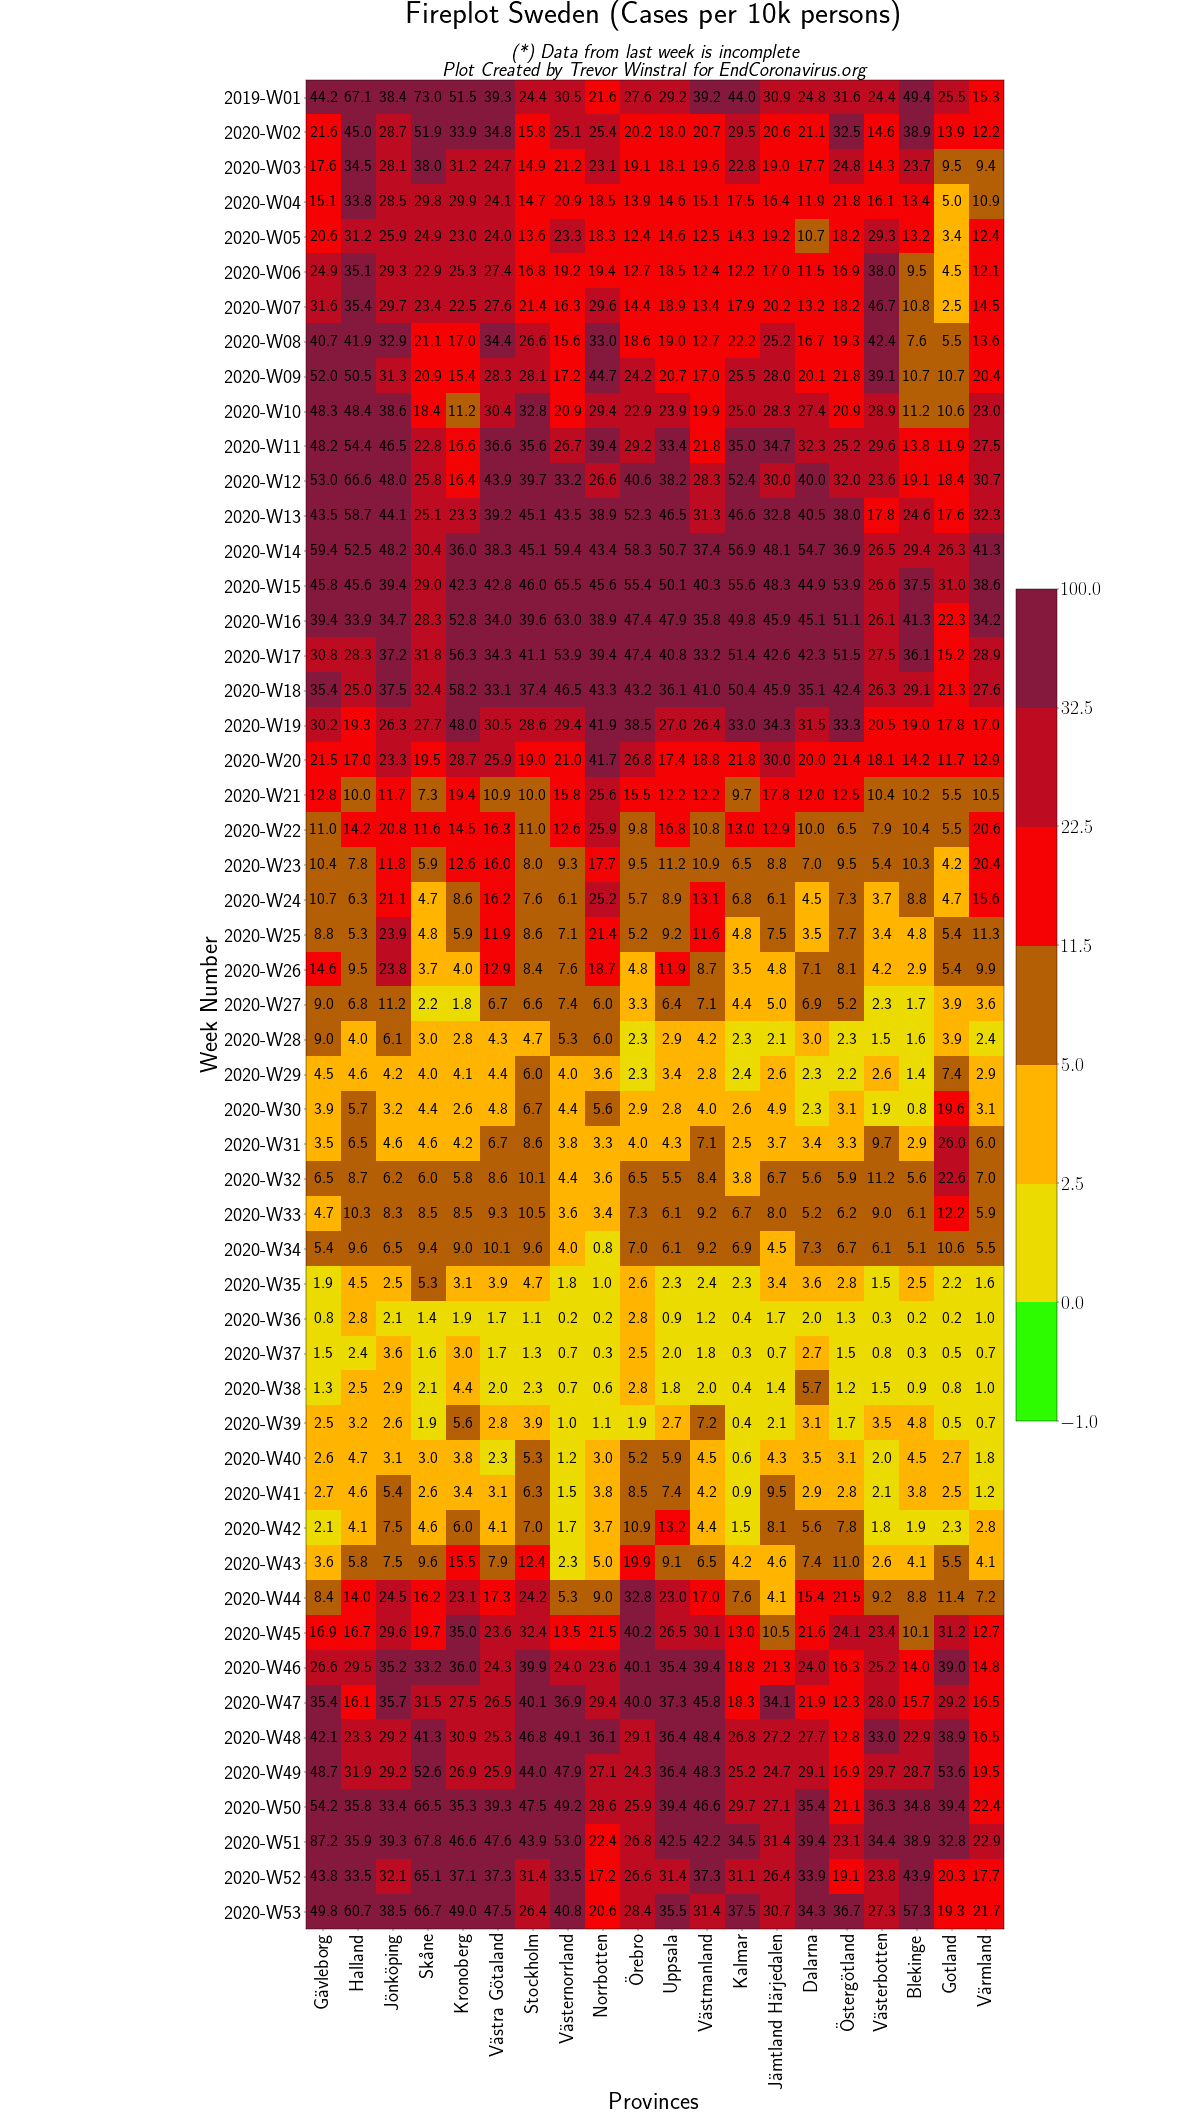 Fireplot Sweden (Cases per 10k persons)
(*) Data from last week is incomplete
Plot Created by Trevor Winstral for EndCoronavirus.org
2019-W01 44.2 67.1 38.4 73.0 51.5 39.3 24.4 30.5 21.6 27.6 29.2 39.2 44.0 30.9 24.8 31.6 24.4 49.4 25.5 15.3
2020-W02 21.6 45.0 28.7 51.9 33.9 34.8 15.8 25.1 25.4 20.2 18.0 20.7 29.5 20.6 21.1 32.5 14.6 38.9 13.9 12.2
2020-W03 17.6 34.5 28.1 38.0 31.2 24.7 14.9 21.2 23.1 19.1 18.1 19.6 22.8 19.0 17.7 24.8 14.3 23.7 9.5 9.4
2020-W04 15.1 33.8 28.5 29.8 29.9 24.1 14.7 20.9 18.5 13.9 14.6 15.1 17.5 16.4 11.9 21.8 16.1 13.4 5.0 10.9
2020-W05 20.6 31.2 25.9 24.9 23.0 24.0 13.6 23.3 18.3 12.4 14.6 12.5 14.3 19.2 10.7 18.2 29.3 13.2 3.4 12.4
2020-W06 24.9 35.1 29.3 22.9 25.3 27.4 16.8 19.2 19.4 12.7 18.5 12.4 12.2 17.0 11.5 16.9 38.0 9.5 4.5 12.1
2020-W07 31.6 35.4 29.7 23.4 22.5 27.6 21.4 16.3 29.6 14.4 18.9 13.4 17.9 20.2 13.2 18.2 46.7 10.8 2.5 14.5
2020-W08 40.7 41.9 32.9 21.1 17.0 34.4 26.6 15.6 33.0 18.6 19.0 12.7 22.2 25.2 16.7 19.3 42.4 7.6 5.5 13.6
2020-W09 52.0 50.5 31.3 20.9 15.4 28.3 28.1 17.2 44.7 24.2 20.7 17.0 25.5 28.0 20.1 21.8 39.1 10.7 10.7 20.4
2020-W10 48.3 48.4 38.6 18.4 11.2 30.4 32.8 20.9 29.4 22.9 23.9 19.9 25.0 28.3 27.4 20.9 28.9 11.2 10.6 23.0
2020-W11 48.2 54.4 46.5 22.8 16.6 36.6 35.6 26.7 39.4 29.2 33.4 21.8 35.0 34.7 32.3 25.2 29.6 13.8 11.9 27.5
2020-W12 53.0 66.6 48.0 25.8 16.4 43.9 39.7 33.2 26.6 40.6 38.2 28.3 52.4 30.0 40.0 32.0 23.6 19.1 18.4 30.7
2020-W13 43.5 58.7 44.1 25.1 23.3 39.2 45.1 43.5 38.9 52.3 46.5 31.3 46.6 32.8 40.5 38.0 17.8 24.6 17.6 32.3
2020-W14 59.4 52.5 48.2 30.4 36.0 38.3 45.1 59.4 43.4 58.3 50.7 37.4 56.9 48.1 54.7 36.9 26.5 29.4 26.3 41.3
2020-W15 45.8 45.6 39.4 29.0 42.3 42.8 46.0 65.5 45.6 55.4 50.1 40.3 55.6 48.3 44.9 53.9 26.6 37.5 31.0 38.6
2020-W16 39.4 33.9 34.7 28.3 52.8 34.0 39.6 63.0 38.9 47.4 47.9 35.8 49.8 45.9 45.1 51.1 26.1 41.3 22.3 34.2
2020-W17 30.8 28.3 37.2 31.8 56.3 34.3 41.1 53.9 39.4 47.4 40.8 33.2 51.4 42.6 42.3 51.5 27.5 36.1 15.2 28.9
2020-W18 35.4 25.0 37.5 32.4 58.2 33.1 37.4 46.5 43.3 43.2 36.1 41.0 50.4 45.9 35.1 42.4 26.3 29.1 21.3 27.6
2020-W19 30.2 19.3 26.3 27.7 48.0 30.5 28.6 29.4 41.9 38.5 27.0 26.4 33.0 34.3 31.5 33.3 20.5 19.0 17.8 17.0
2020-W20 21.5 17.0 23.3 19.5 28.7 25.9 19.0 21.0 41.7 26.8 17.4 18.8 21.8 30.0 20.0 21.4 18.1 14.2 11.7 12.9
2020-W21 12.8 10.0 11.7 7.3 19.4 10.9 10.0 15.8 25.6 15.5 12.2 12.2 9.7 17.8 12.0 12.5 10.4 10.2 5.5 10.5
2020-W22 11.0 14.2 20.8 11.6 14.5 16.3 11.0 12.6 25.9 9.8 16.8 10.8 13.0 12.9 10.0 6.5 7.9 10.4 5.5 20.6
2020-W23 10.4 7.8 11.8 5.9 12.6 16.0 8.0 9.3 17.7 9.5 11.2 10.9 6.5 8.8 7.0 9.5 5.4 10.3 4.2 20.4
2020-W24 10.7 6.3 21.1 4.7 8.6 16.2 7.6 6.1 25.2 5.7 8.9 13.1 6.8 6.1 4.5 7.3 3.7 8.8 4.7 15.6
2020-W25 8.8 5.3 23.9 4.8 5.9 11.9 8.6 7.1 21.4 5.2 9.2 11.6 4.8 7.5 3.5 7.7 3.4 4.8 5.4 11.3
2020-W26 14.6 9.5 23.8 3.7 4.0 12.9 8.4 7.6 18.7 4.8 11.9 8.7 3.5 4.8 7.1 8.1 4.2 2.9 5.4 9.9
2020-W27 9.0 6.8 11.2 2.2 1.8 6.7 6.6 7.4 6.0 3.3 6.4 7.1 4.4 5.0 6.9 5.2 2.3 1.7 3.9 3.6
2020-W28 9.0 4.0 6.1 3.0 2.8 4.3 4.7 5.3 6.0 2.3 2.9 4.2 2.3 2.1 3.0 2.3 1.5 1.6 3.9 2.4
2020-W29 4.5 4.6 4.2 4.0 4.1 4.4 6.0 4.0 3.6 2.3 3.4 2.8 2.4 2.6 2.3 2.2 2.6 1.4 7.4 2.9
2020-W30 3.9 5.7 3.2 4.4 2.6 4.8 6.7 4.4 5.6 2.9 2.8 4.0 2.6 4.9 2.3 3.1 1.9 0.8 19.6 3.1
2020-W31 3.5 6.5 4.6 4.6 4.2 6.7 8.6 3.8 3.3 4.0 4.3 7.1 2.5 3.7 3.4 3.3 9.7 2.9 26.0 6.0
2020-W32 6.5 8.7 6.2 6.0 5.8 8.6 10.1 4.4 3.6 6.5 5.5 8.4 3.8 6.7 5.6 5.9 11.2 5.6 22.6 7.0
2020-W33 4.7 10.3 8.3 8.5 8.5 9.3 10.5 3.6 3.4 7.3 6.1 9.2 6.7 8.0 5.2 6.2 9.0 6.1 12.2 5.9
2020-W34 5.4 9.6 6.5 9.4 9.0 10.1 9.6 4.0 0.8 7.0 6.1 9.2 6.9 4.5 7.3 6.7 6.1 5.1 10.6 5.5
2020-W35 1.9 4.5 2.5 5.3 3.1 3.9 4.7 1.8 1.0 2.6 2.3 2.4 2.3 3.4 3.6 2.8 1.5 2.5 2.2 1.6
2020-W36 0.8 2.8 2.1 1.4 1.9 1.7 1.1 0.2 0.2 2.8 0.9 1.2 0.4 1.7 2.0 1.3 0.3 0.2 0.2 1.0
2020-W37 1.5 2.4 3.6 1.6 3.0 1.7 1.3 0.7 0.3 2.5 2.0 1.8 0.3 0.7 2.7 1.5 0.8 0.3 0.5 0.7
2020-W38 1.3 2.5 2.9 2.1 4.4 2.0 2.3 0.7 0.6 2.8 1.8 2.0 0.4 1.4 5.7 1.2 1.5 0.9 0.8 1.0
2020-W39 2.5 3.2 2.6 1.9 5.6 2.8 3.9 1.0 1.1 1.9 2.7 7.2 0.4 2.1 3.1 1.7 3.5 4.8 0.5 0.7
2020-W40 2.6 4.7 3.1 3.0 3.8 2.3 5.3 1.2 3.0 5.2 5.9 4.5 0.6 4.3 3.5 3.1 2.0 4.5 2.7 1.8
2020-W41 2.7 4.6 5.4 2.6 3.4 3.1 6.3 1.5 3.8 8.5 7.4 4.2 0.9 9.5 2.9 2.8 2.1 3.8 2.5 1.2
2020-W42 2.1 4.1 7.5 4.6 6.0 4.1 7.0 1.7 3.7 10.9 13.2 4.4 1.5 8.1 5.6 7.8 1.8 1.9 2.3 2.8
2020-W43 3.6 5.8 7.5 9.6 15.5 7.9 12.4 2.3 5.0 19.9 9.1 6.5 4.2 4.6 7.4 11.0 2.6 4.1 5.5 4.1
2020-W44 8.4 14.0 24.5 16.2 23.1 17.3 24.2 5.3 9.0 32.8 23.0 17.0 7.6 4.1 15.4 21.5 9.2 8.8 11.4 7.2
2020-W45 16.9 16.7 29.6 19.7 35.0 23.6 32.4 13.5 21.5 40.2 26.5 30.1 13.0 10.5 21.6 24.1 23.4 10.1 31.2 12.7
2020-W46 26.6 29.5 35.2 33.2 36.0 24.3 39.9 24.0 23.6 40.1 35.4 39.4 18.8 21.3 24.0 16.3 25.2 14.0 39.0 14.8
2020-W47 35.4 16.1 35.7 31.5 27.5 26.5 40.1 36.9 29.4 40.0 37.3 45.8 18.3 34.1 21.9 12.3 28.0 15.7 29.2 16.5
2020-W48 42.1 23.3 29.2 41.3 30.9 25.3 46.8 49.1 36.1 29.1 36.4 48.4 26.8 27.2 27.7 12.8 33.0 22.9 38.9 16.5
2020-W49 48.7 31.9 29.2 52.6 26.9 25.9 44.0 47.9 27.1 24.3 36.4 48.3 25.2 24.7 29.1 16.9 29.7 28.7 53.6 19.5
2020-W50 54.2 35.8 33.4 66.5 35.3 39.3 47.5 49.2 28.6 25.9 39.4 46.6 29.7 27.1 35.4 21.1 36.3 34.8 39.4 22.4
2020-W51 87.2 35.9 39.3 67.8 46.6 47.6 43.9 53.0 22.4 26.8 42.5 42.2 34.5 31.4 39.4 23.1 34.4 38.9 32.8 22.9
2020-W52 43.8 33.5 32.1 65.1 37.1 37.3 31.4 33.5 17.2 26.6 31.4 37.3 31.1 26.4 33.9 19.1 23.8 43.9 20.3 17.7
2020-W53 49.8 60.7 38.5 66.7 49.0 47.5 26.4 40.8 20.6 28.4 35.5 31.4 37.5 30.7 34.3 36.7 27.3 57.3 19.3 21.7
Week Number
Gävleborg
Halland
Jönköping
Skåne
Kronoberg
Västra Götaland
Stockholm
Västernorrland
Norrbotten
Örebro
Uppsala
Västmanland
Kalmar
Jämtland Härjedalen
Dalarna
Östergötland
Västerbotten
Blekinge
Gotland
Värmland
Provinces
100.0
32.5
22.5
11.5
5.0
2.5
0.0
−1.0